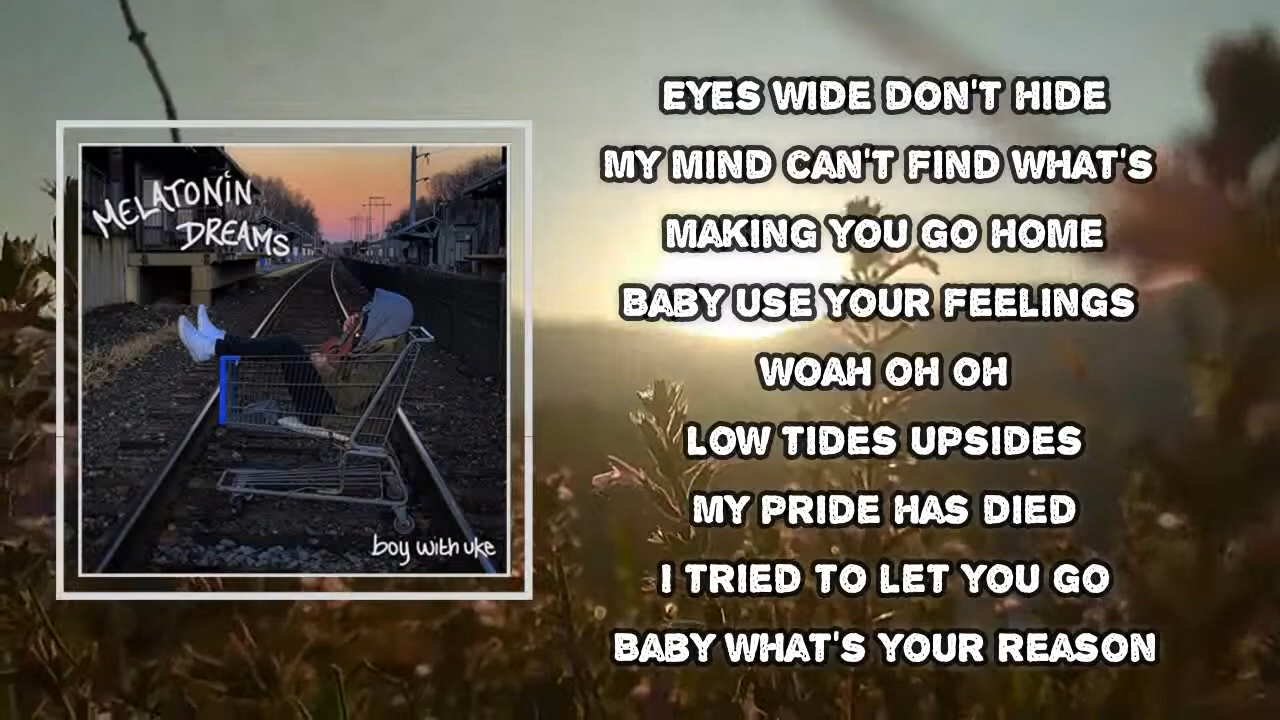 MELATONIN
DREAMS
boy with uke
EYES WIDE DON'T HIDE
MY MIND CAN'T FIND WHAT'S
MAKING YOU GO HOME
BABY USE YOUR FEELINGS
WOAH OH OH
LOW TIDES UPSIDES
MY PRIDE HAS DIED
I TRIED TO LET YOU GO
BABY WHAT'S YOUR REASON